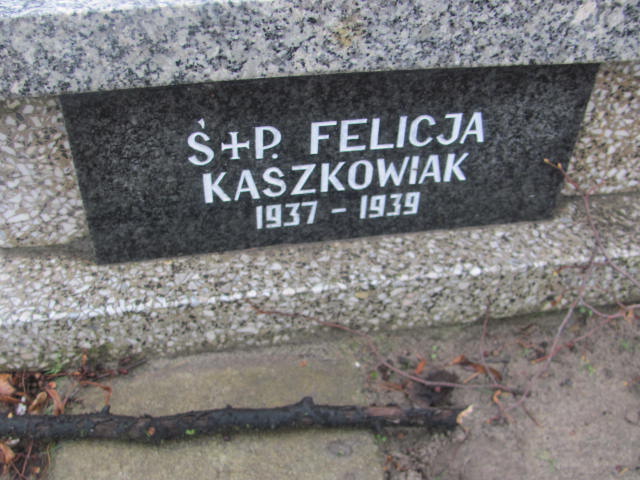 Ś+P. FELICJA
KASZKOWIAK
1937 - 1939